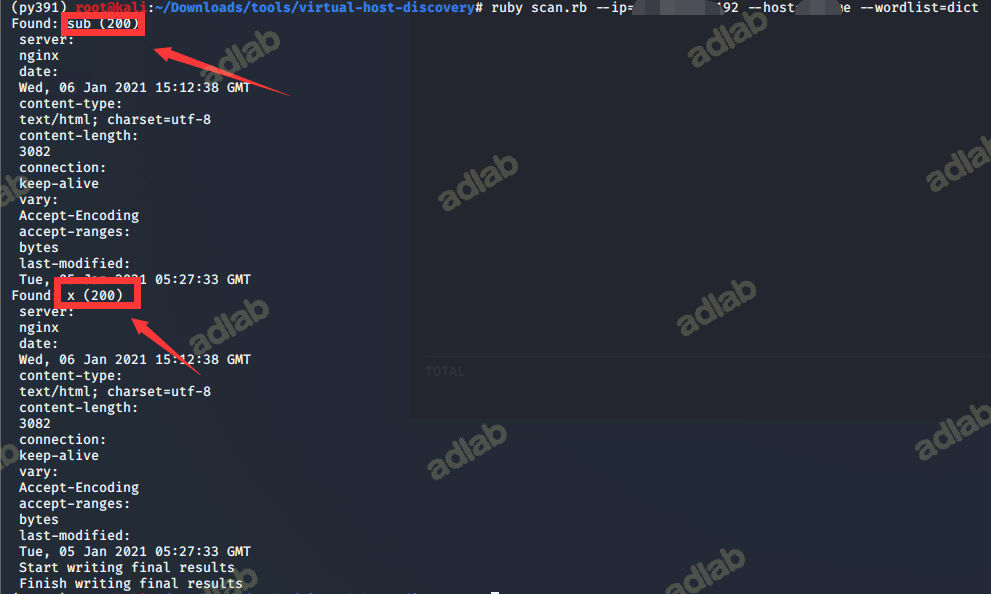 (py391) root@kali:~/Downloads/tools/virtual-host-discovery# ruby scan.rb --ip= 192 --host= e --wordlist=dict
Found: sub (200)
server:
nginx
date:
Wed, 06 Jan 2021 15:12:38 GMT
content-type:
text/html; charset=utf-8
content-length:
3082
connection:
keep-alive
vary:
Accept-Encoding
accept-ranges:
bytes
last-modified:
Tue, 05 Jan 2021 05:27:33 GMT
Found: x (200)
server:
nginx
date:
Wed, 06 Jan 2021 15:12:38 GMT
content-type:
text/html; charset=utf-8
content-length:
3082
connection:
keep-alive
vary:
Accept-Encoding
accept-ranges:
bytes
last-modified:
Tue, 05 Jan 2021 05:27:33 GMT
Start writing final results
Finish writing final results
TOTAL
adlab
adlab
adlab
adlab
adlab
adlab
adlab
adlab
adlab
adlab